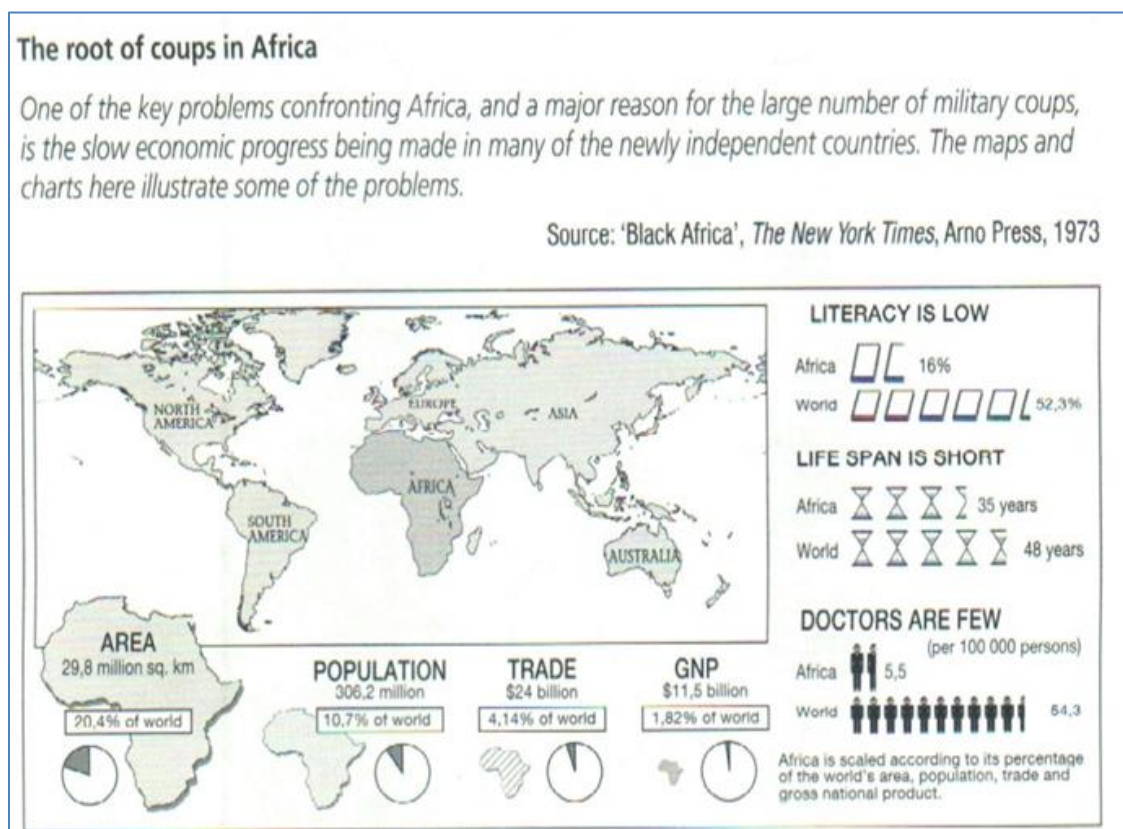 The root of coups in Africa
One of the key problems confronting Africa, and a major reason for the large number of military coups,
is the slow economic progress being made in many of the newly independent countries. The maps and
charts here illustrate some of the problems.
Source: ‘Black Africa’, The New York Times, Arno Press, 1973
NORTH
AMERICA
EUROPE
ASIA
AFRICA
SOUTH
AMERICA
AUSTRALIA
LITERACY IS LOW
Africa 16%
World 52,3%
LIFE SPAN IS SHORT
Africa 35 years
World 48 years
DOCTORS ARE FEW
(per 100 000 persons)
Africa 5,5
World 54,3
AREA
29,8 million sq. km
20,4% of world
POPULATION
306,2 million
10,7% of world
TRADE
$24 billion
4,14% of world
GNP
$11,5 billion
1,82% of world
Africa is scaled according to its percentage
of the world's area, population, trade and
gross national product.